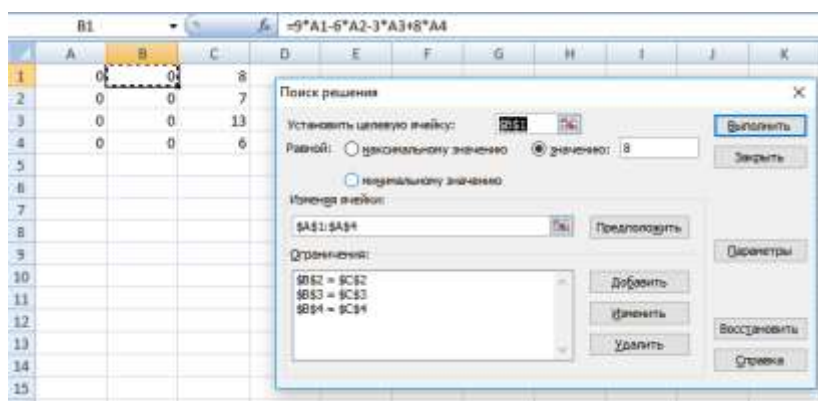 B1 fx =9*A1-6*A2-3*A3+8*A4
A B C D E F G H I J K
1 0 0 8
2 0 0 7
3 0 0 13
4 0 0 6
5
6
7
8
9
10
11
12
13
14
15
Поиск решения
Установить целевую ячейку: $B$1
Равной: максимальному значению значению: 8
минимальному значению
Изменяя ячейки:
$A$1:$A$4
Предположить
Ограничения:
$B$2 = $C$2
$B$3 = $C$3
$B$4 = $C$4
Добавить
Изменить
Удалить
Выполнить
Закрыть
Параметры
Восстановить
Справка